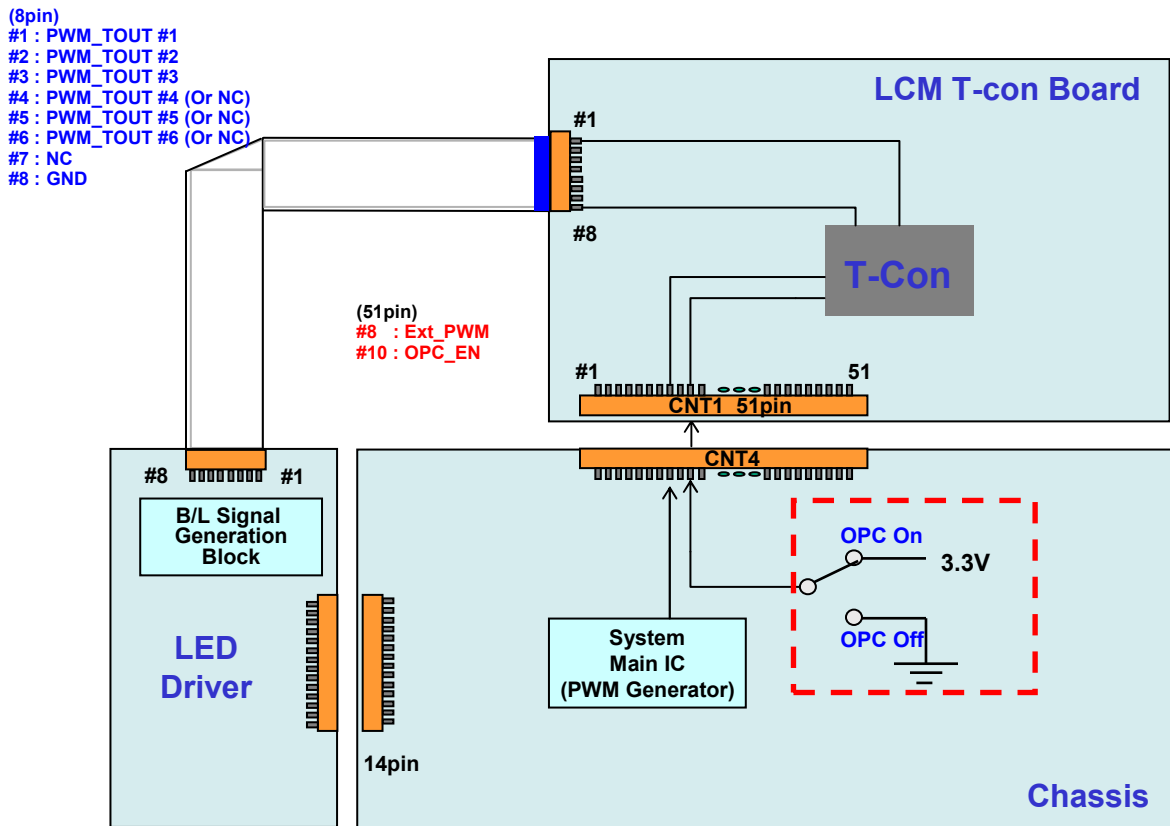 (8pin)
#1 : PWM_TOUT #1
#2 : PWM_TOUT #2
#3 : PWM_TOUT #3
#4 : PWM_TOUT #4 (Or NC)
#5 : PWM_TOUT #5 (Or NC)
#6 : PWM_TOUT #6 (Or NC)
#7 : NC
#8 : GND
LCM T-con Board
#1
#8
T-Con
(51pin)
#8 : Ext_PWM
#10 : OPC_EN
#1
51
CNT1 51pin
CNT4
#8
#1
B/L Signal
Generation
Block
LED
Driver
14pin
System
Main IC
(PWM Generator)
OPC On
3.3V
OPC Off
Chassis